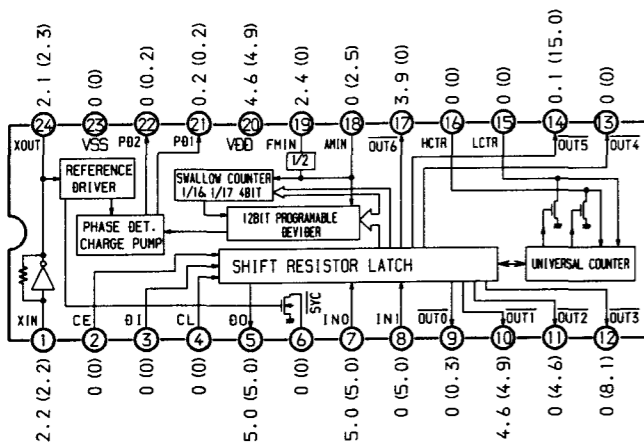 2.1 (2.3)
0 (0)
0 (0.2)
0.2 (0.2)
4.6 (4.9)
2.4 (0)
0 (2.5)
3.9 (0)
0 (0)
0 (0)
0.1 (15.0)
0 (0)
24 23 22 21 20 19 18 17 16 15 14 13
XOUT VSS PD2 PD1 VDD FMIN AMIN OUT6 HCTR LCTR OUT5 OUT4
1/2
REFERENCE
DRIVER
SWALLOW COUNTER
1/16 1/17 4BIT
PHASE DET.
CHARGE PUMP
12BIT PROGRAMABLE
DEVIBER
SHIFT RESISTOR LATCH
UNIVERSAL COUNTER
XIN CE DI CL DO SYC IN0 IN1 OUT0 OUT1 OUT2 OUT3
1 2 3 4 5 6 7 8 9 10 11 12
2.2 (2.2)
0 (0)
0 (0)
0 (0)
5.0 (5.0)
0 (0)
5.0 (5.0)
0 (5.0)
0 (0.3)
4.6 (4.9)
0 (4.6)
0 (8.1)